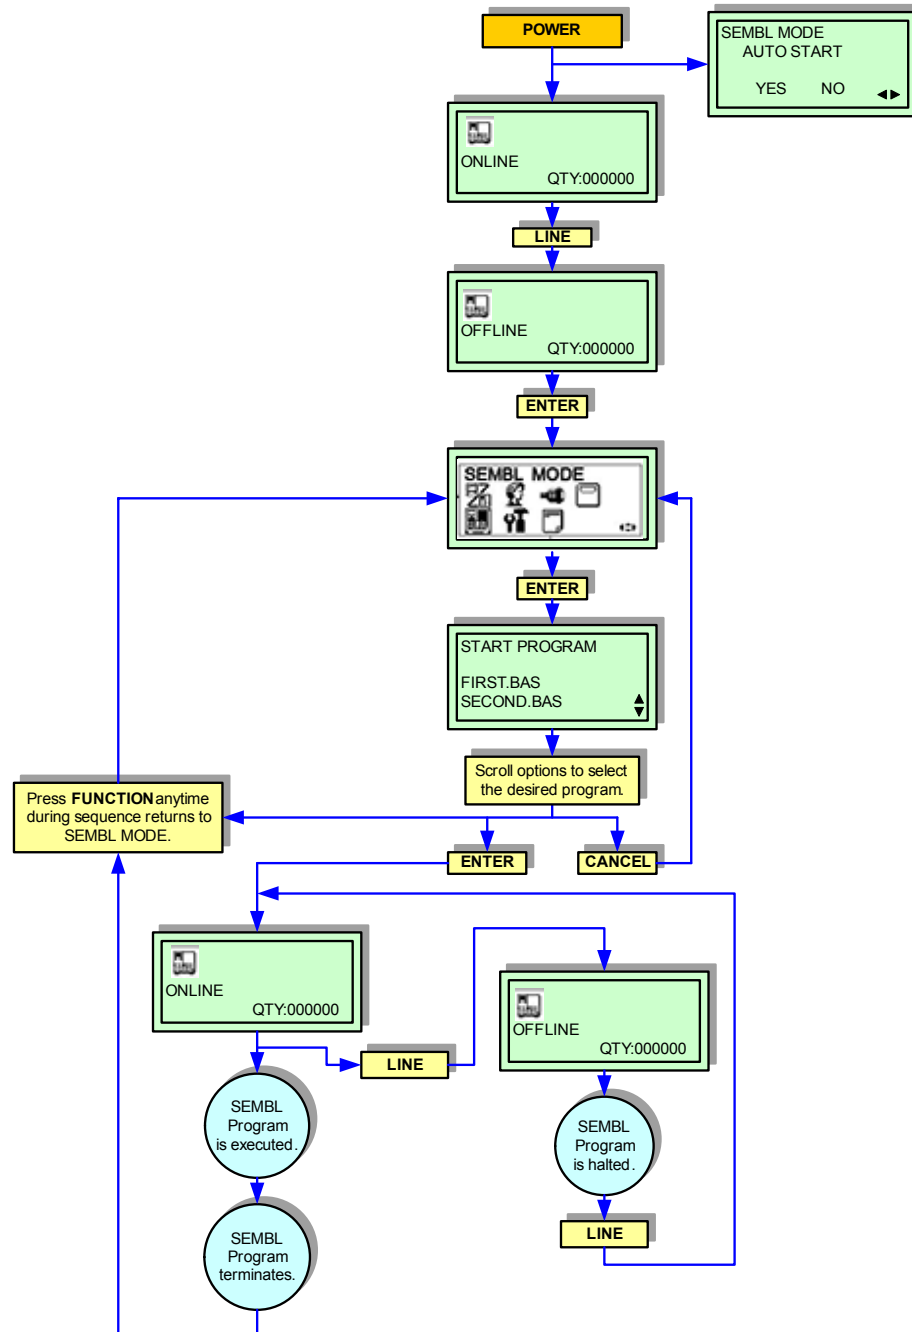 POWER
SEMBL MODE
AUTO START
YES NO
ONLINE
QTY:000000
LINE
OFFLINE
QTY:000000
ENTER
SEMBL MODE
ENTER
START PROGRAM
FIRST.BAS
SECOND.BAS
Scroll options to select
the desired program.
Press FUNCTION anytime
during sequence returns to
SEMBL MODE.
ENTER
CANCEL
ONLINE
QTY:000000
LINE
OFFLINE
QTY:000000
SEMBL
Program
is executed.
SEMBL
Program
is halted.
LINE
SEMBL
Program
terminates.